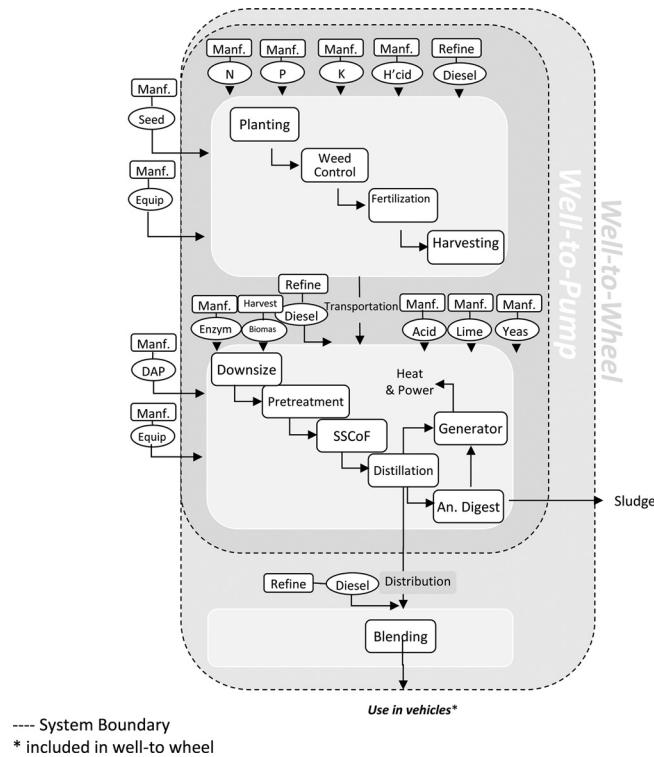 Manf.
Manf.
Manf.
Manf.
Refine
N
P
K
H'cid
Diesel
Manf.
Seed
Manf.
Equip
Planting
Weed
Control
Fertilization
Harvesting
Well-to-Pump
Well-to-Wheel
Refine
Diesel
Transportation
Manf.
Enzym
Harvest
Biomas
Manf.
Acid
Manf.
Lime
Manf.
Yeas
Manf.
DAP
Manf.
Equip
Downsize
Pretreatment
SSCoF
Distillation
Heat
& Power
Generator
An. Digest
Sludge
Refine
Diesel
Distribution
Blending
Use in vehicles*
---- System Boundary
* included in well-to wheel